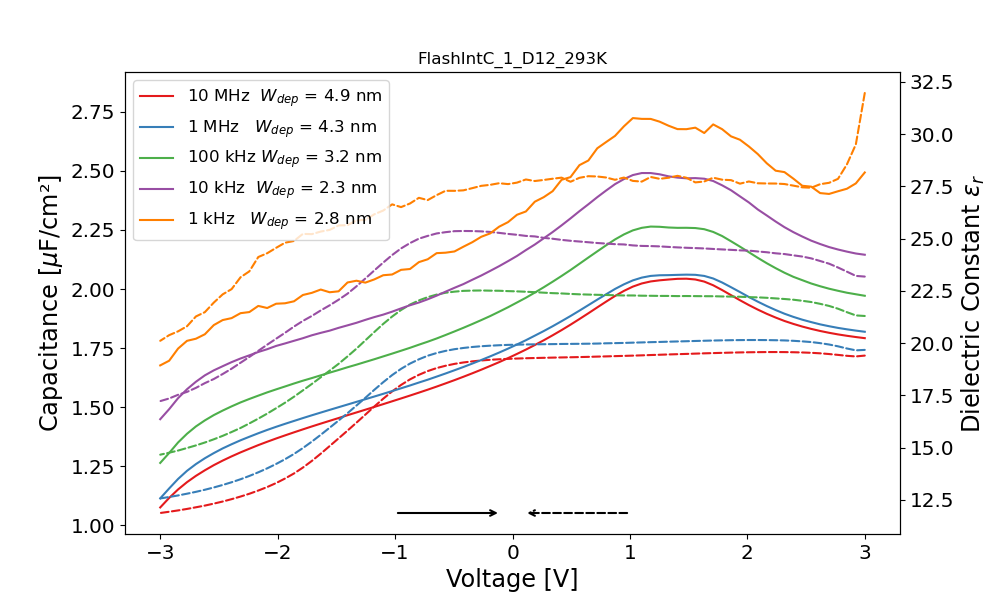 FlashIntC_1_D12_293K
10 MHz W_dep = 4.9 nm
1 MHz W_dep = 4.3 nm
100 kHz W_dep = 3.2 nm
10 kHz W_dep = 2.3 nm
1 kHz W_dep = 2.8 nm
Capacitance [μF/cm²]
2.75
2.50
2.25
2.00
1.75
1.50
1.25
1.00
32.5
30.0
27.5
25.0
22.5
20.0
17.5
15.0
12.5
Dielectric Constant ε_r
−3 −2 −1 0 1 2 3
Voltage [V]